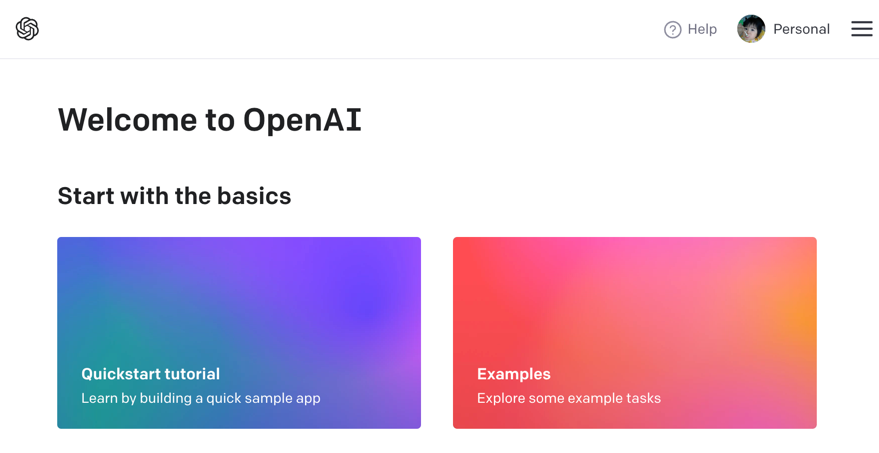 Help
Personal
Welcome to OpenAI
Start with the basics
Quickstart tutorial
Learn by building a quick sample app
Examples
Explore some example tasks